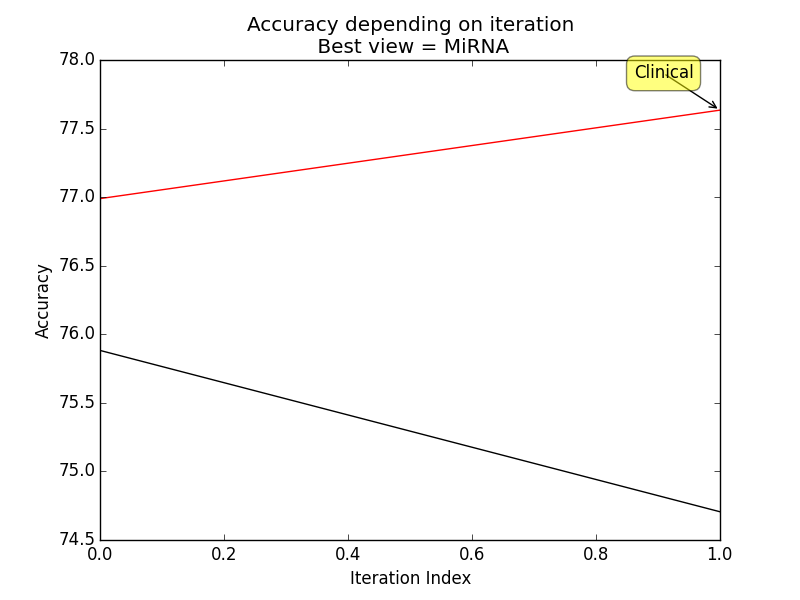 Accuracy depending on iteration
Best view = MiRNA
78.0
Clinical
77.5
77.0
76.5
76.0
75.5
75.0
74.5
Accuracy
0.0 0.2 0.4 0.6 0.8 1.0
Iteration Index